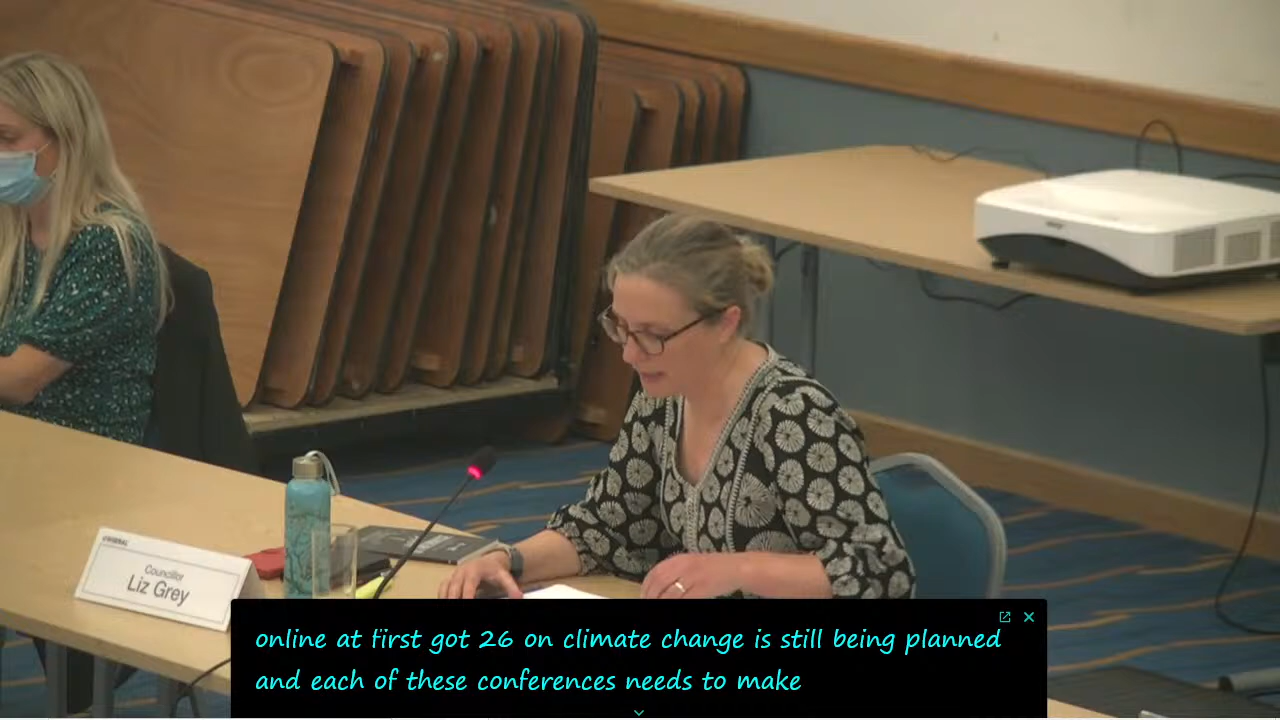 WIRRAL
Councillor
Liz Grey
online at first got 26 on climate change is still being planned
and each of these conferences needs to make